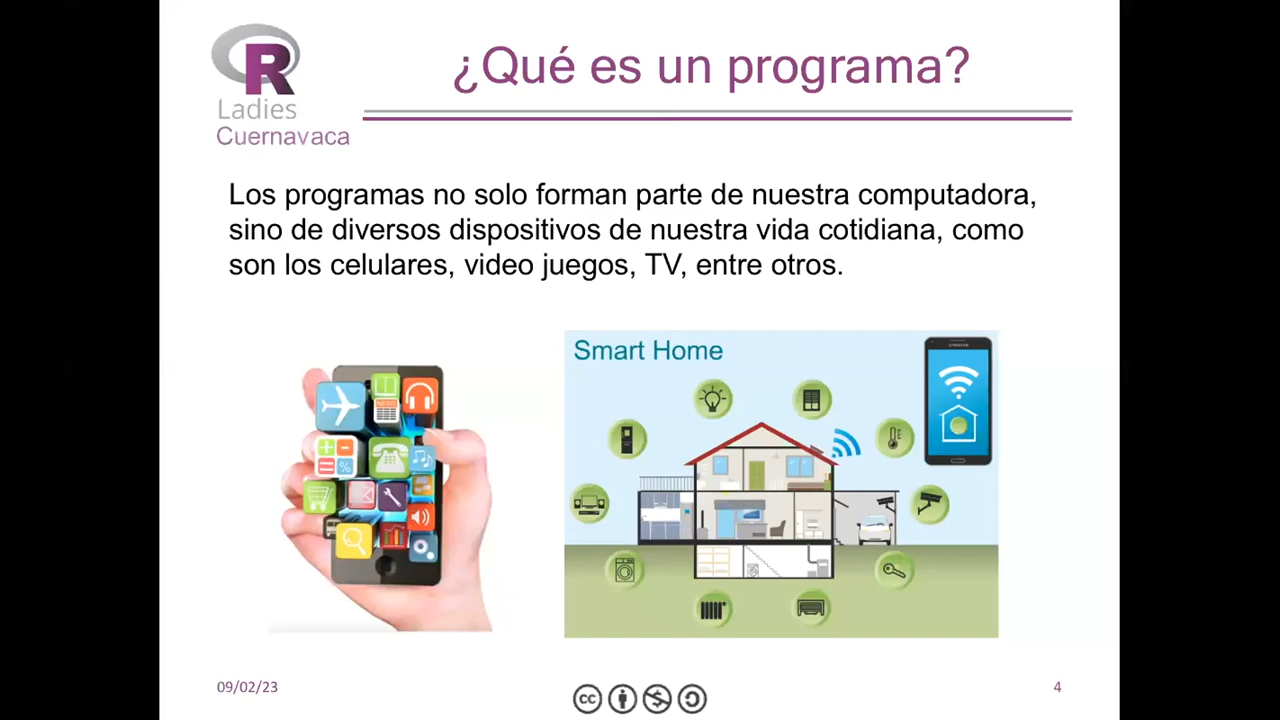 R
Ladies
Cuernavaca
¿Qué es un programa?
Los programas no solo forman parte de nuestra computadora,
sino de diversos dispositivos de nuestra vida cotidiana, como
son los celulares, video juegos, TV, entre otros.
Smart Home
09/02/23
cc
4